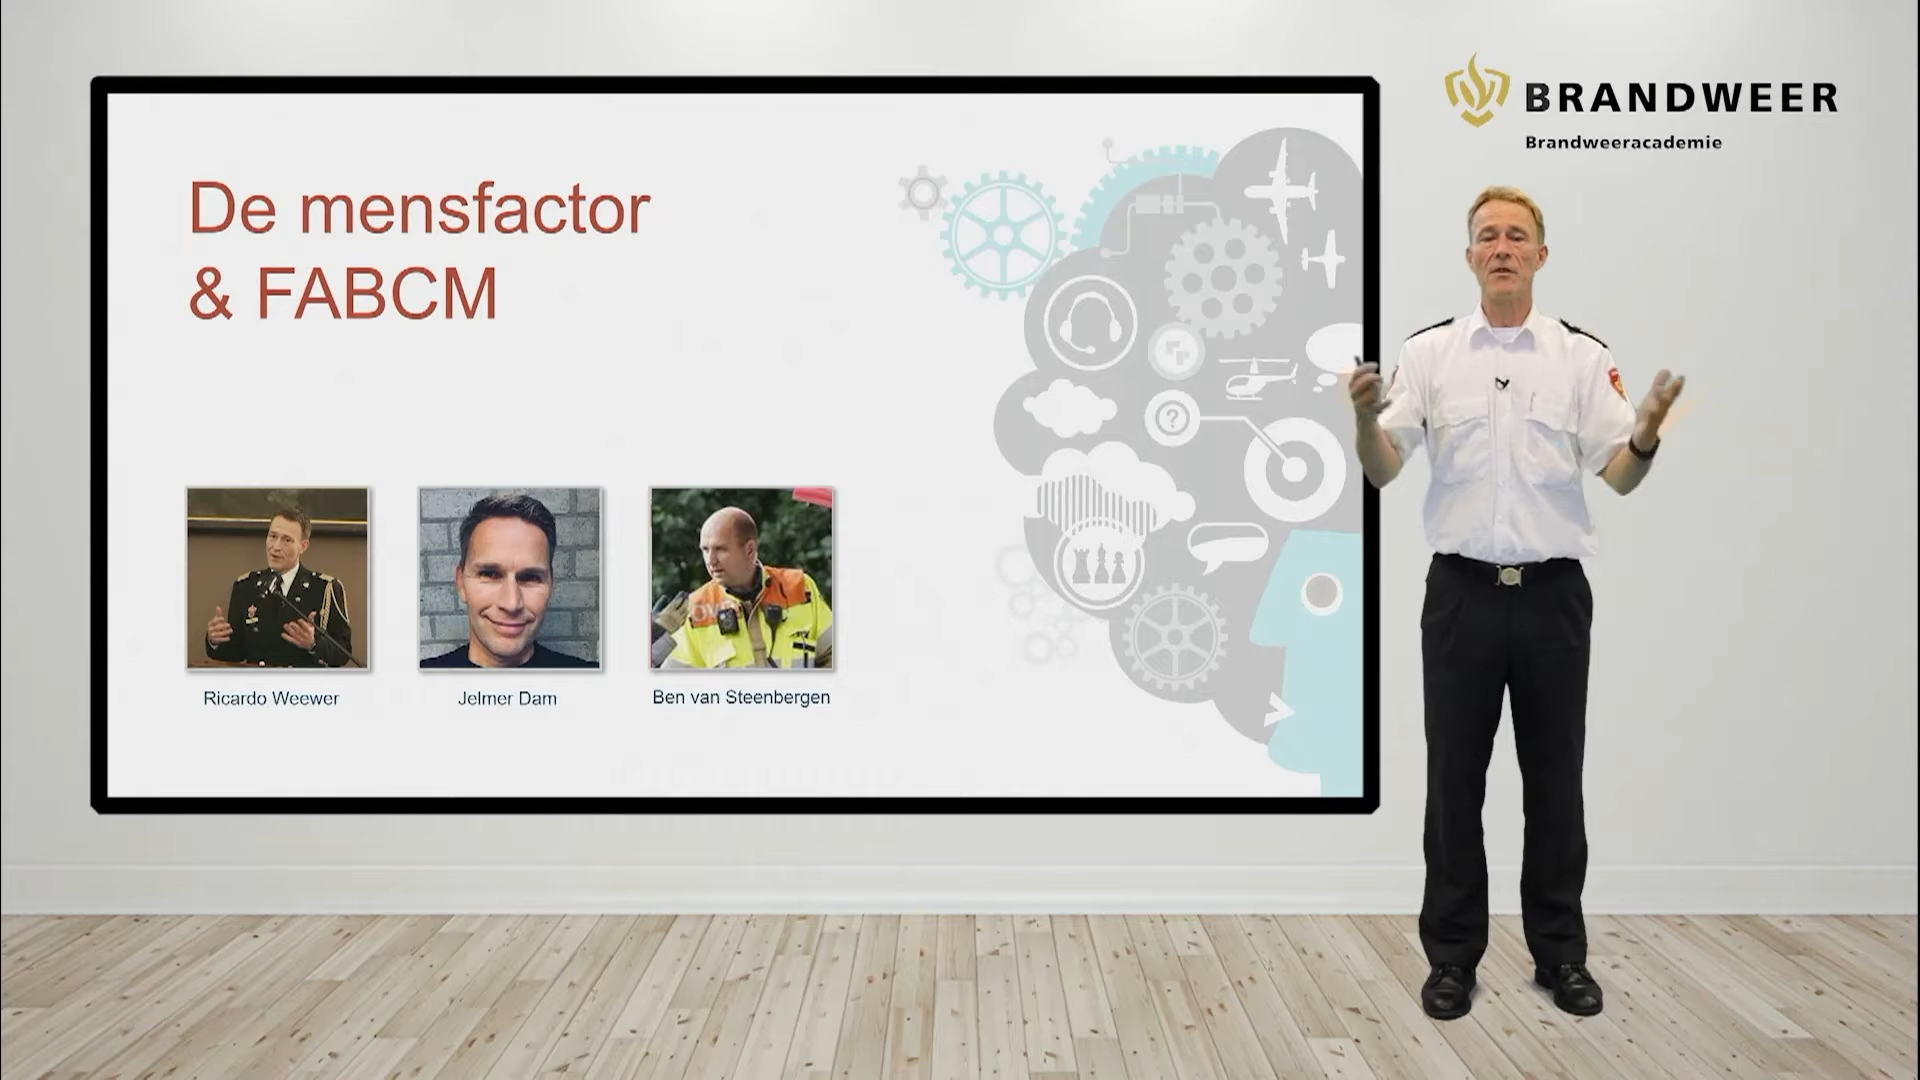 BRANDWEER
Brandweeracademie
De mensfactor
& FABCM
?
Ricardo Weewer
Jelmer Dam
Ben van Steenbergen